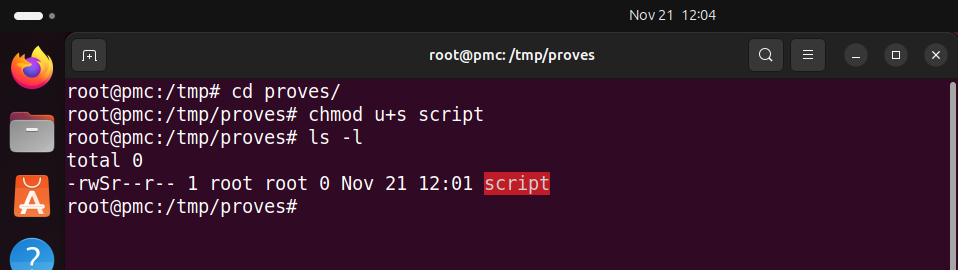 Nov 21 12:04
root@pmc: /tmp/proves
root@pmc:/tmp# cd proves/
root@pmc:/tmp/proves# chmod u+s script
root@pmc:/tmp/proves# ls -l
total 0
-rwSr--r-- 1 root root 0 Nov 21 12:01 script
root@pmc:/tmp/proves#